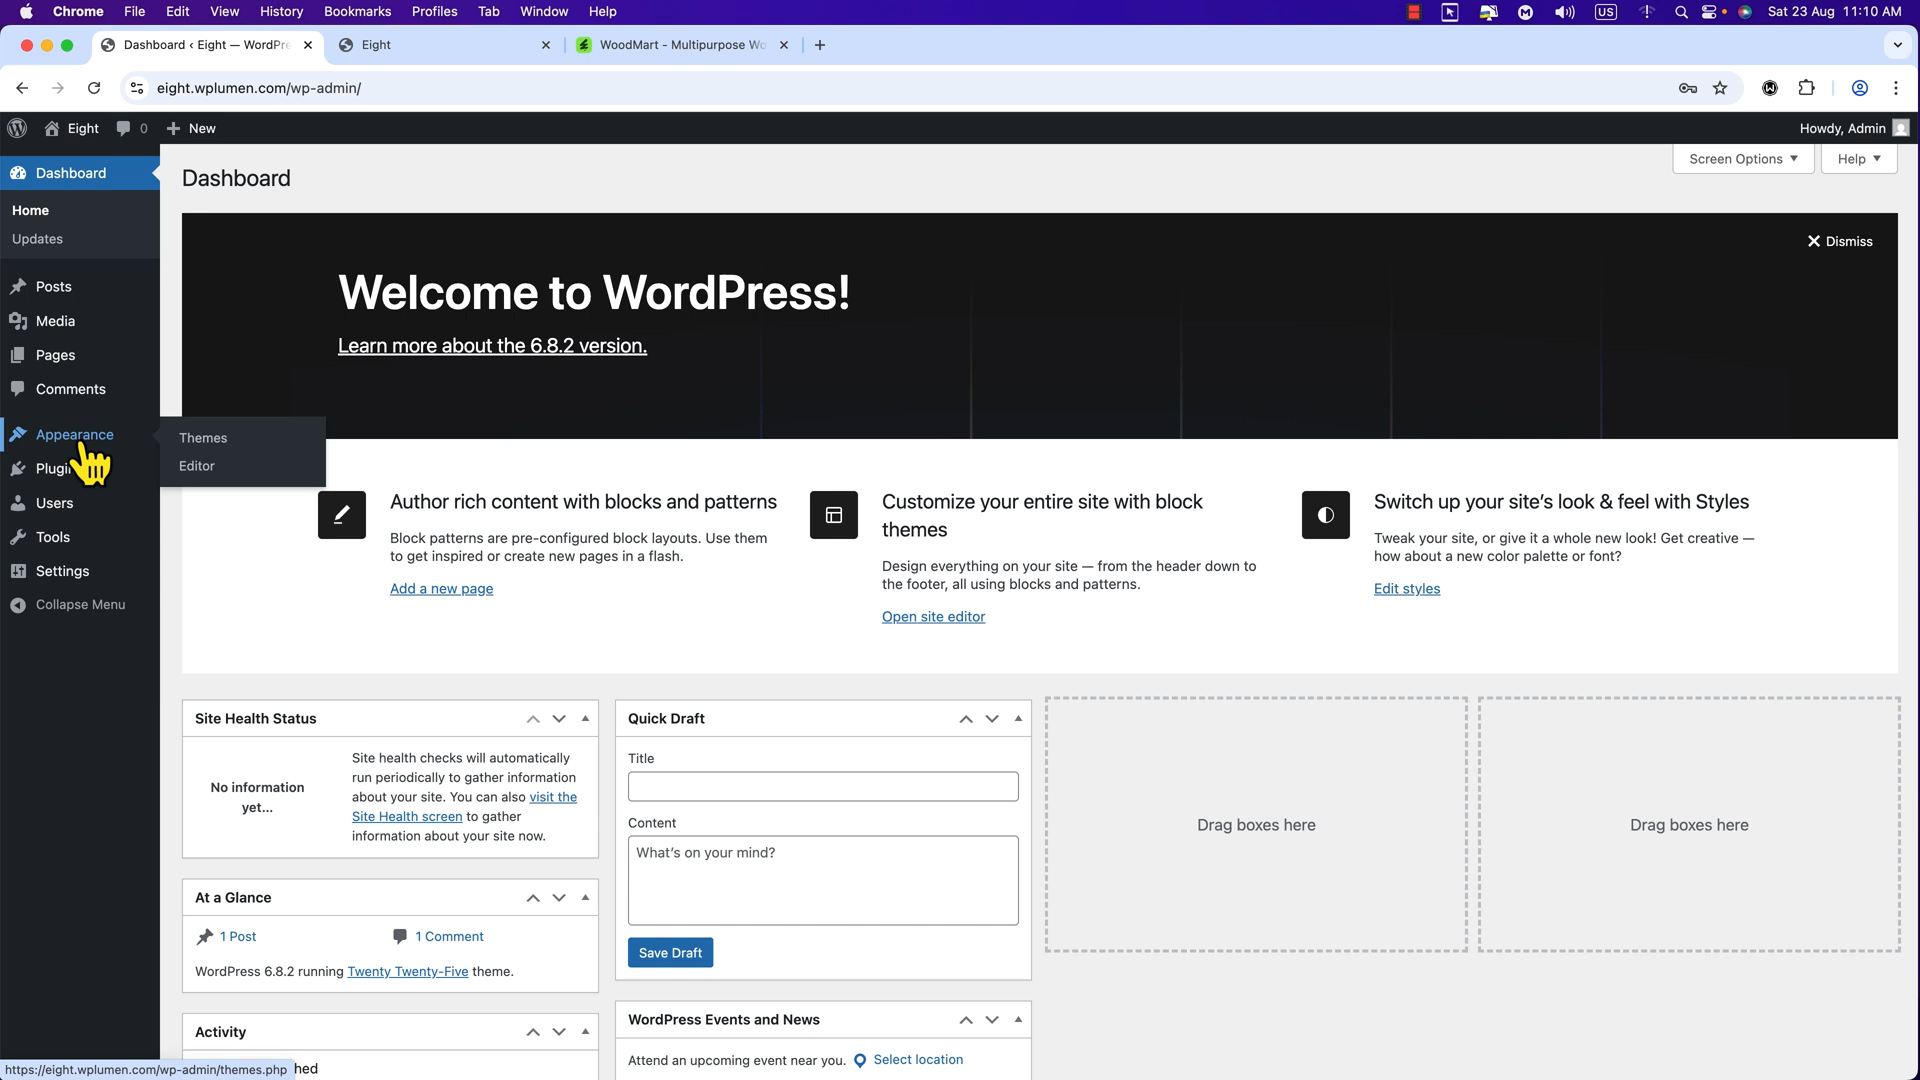 Chrome File Edit View History Bookmarks Profiles Tab Window Help US Sat 23 Aug 11:10 AM
Dashboard ‹ Eight — WordPre Eight WoodMart - Multipurpose Wo
eight.wplumen.com/wp-admin/
Eight 0 New Howdy, Admin
Screen Options Help
Dashboard
Home
Updates
Posts
Media
Pages
Comments
Appearance
Plugi
Users
Tools
Settings
Collapse Menu
Themes
Editor
Dashboard
Dismiss
Welcome to WordPress!
Learn more about the 6.8.2 version.
Author rich content with blocks and patterns
Block patterns are pre-configured block layouts. Use them
to get inspired or create new pages in a flash.
Add a new page
Customize your entire site with block
themes
Design everything on your site — from the header down to
the footer, all using blocks and patterns.
Open site editor
Switch up your site’s look & feel with Styles
Tweak your site, or give it a whole new look! Get creative —
how about a new color palette or font?
Edit styles
Site Health Status
No information
yet...
Site health checks will automatically
run periodically to gather information
about your site. You can also visit the
Site Health screen to gather
information about your site now.
At a Glance
1 Post 1 Comment
WordPress 6.8.2 running Twenty Twenty-Five theme.
Activity
hed
Quick Draft
Title
Content
What’s on your mind?
Save Draft
WordPress Events and News
Attend an upcoming event near you. Select location
Drag boxes here
Drag boxes here
https://eight.wplumen.com/wp-admin/themes.php